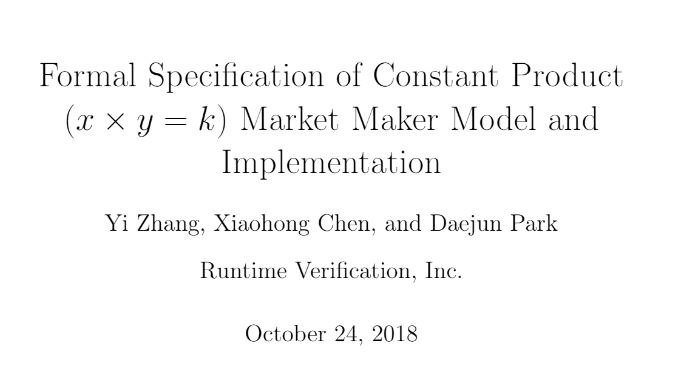 Formal Specification of Constant Product
(x × y = k) Market Maker Model and
Implementation
Yi Zhang, Xiaohong Chen, and Daejun Park
Runtime Verification, Inc.
October 24, 2018